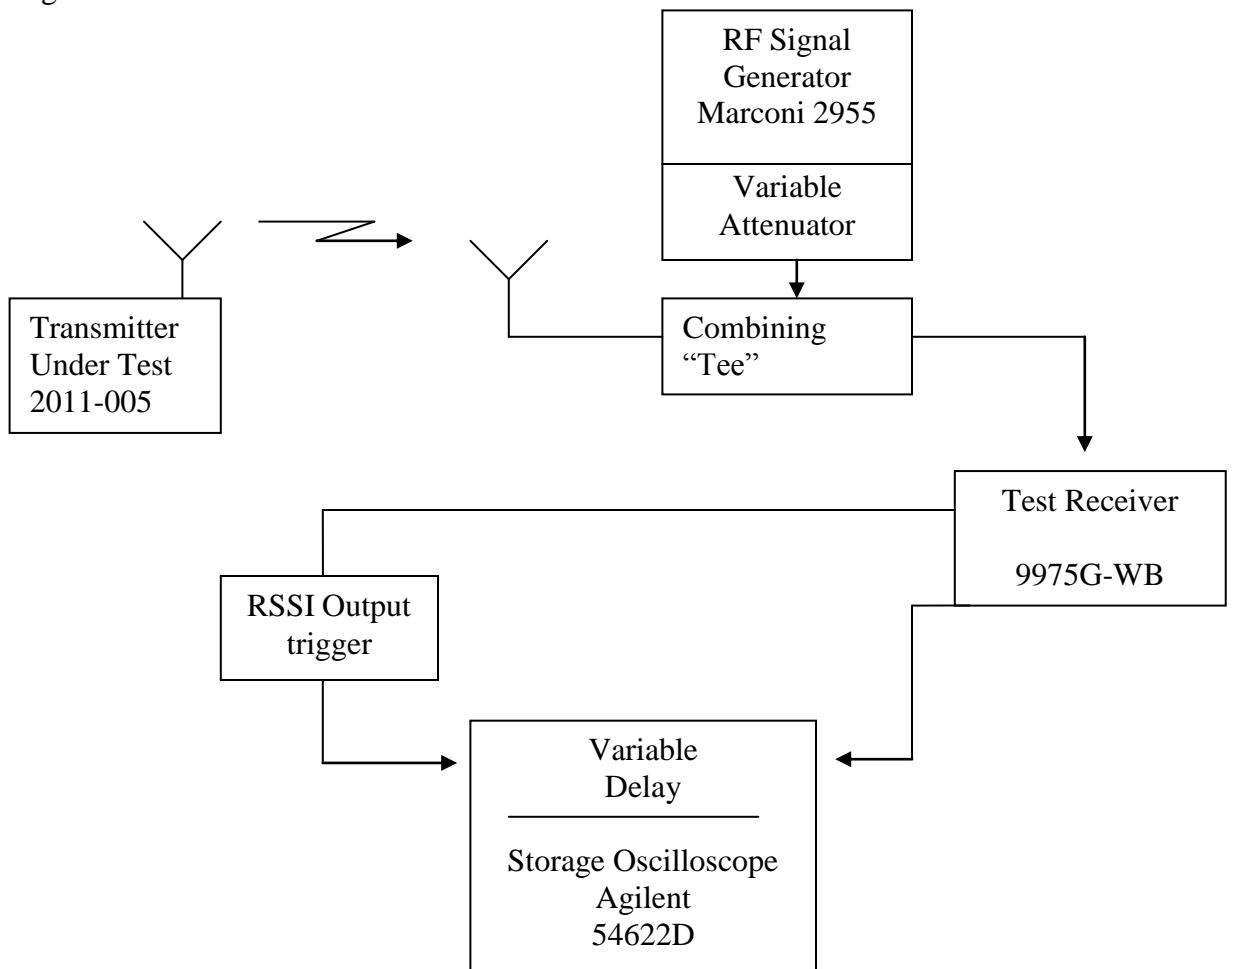 RF Signal
Generator
Marconi 2955
Variable
Attenuator
Transmitter
Under Test
2011-005
Combining
“Tee”
Test Receiver
9975G-WB
RSSI Output
trigger
Variable
Delay
Storage Oscilloscope
Agilent
54622D